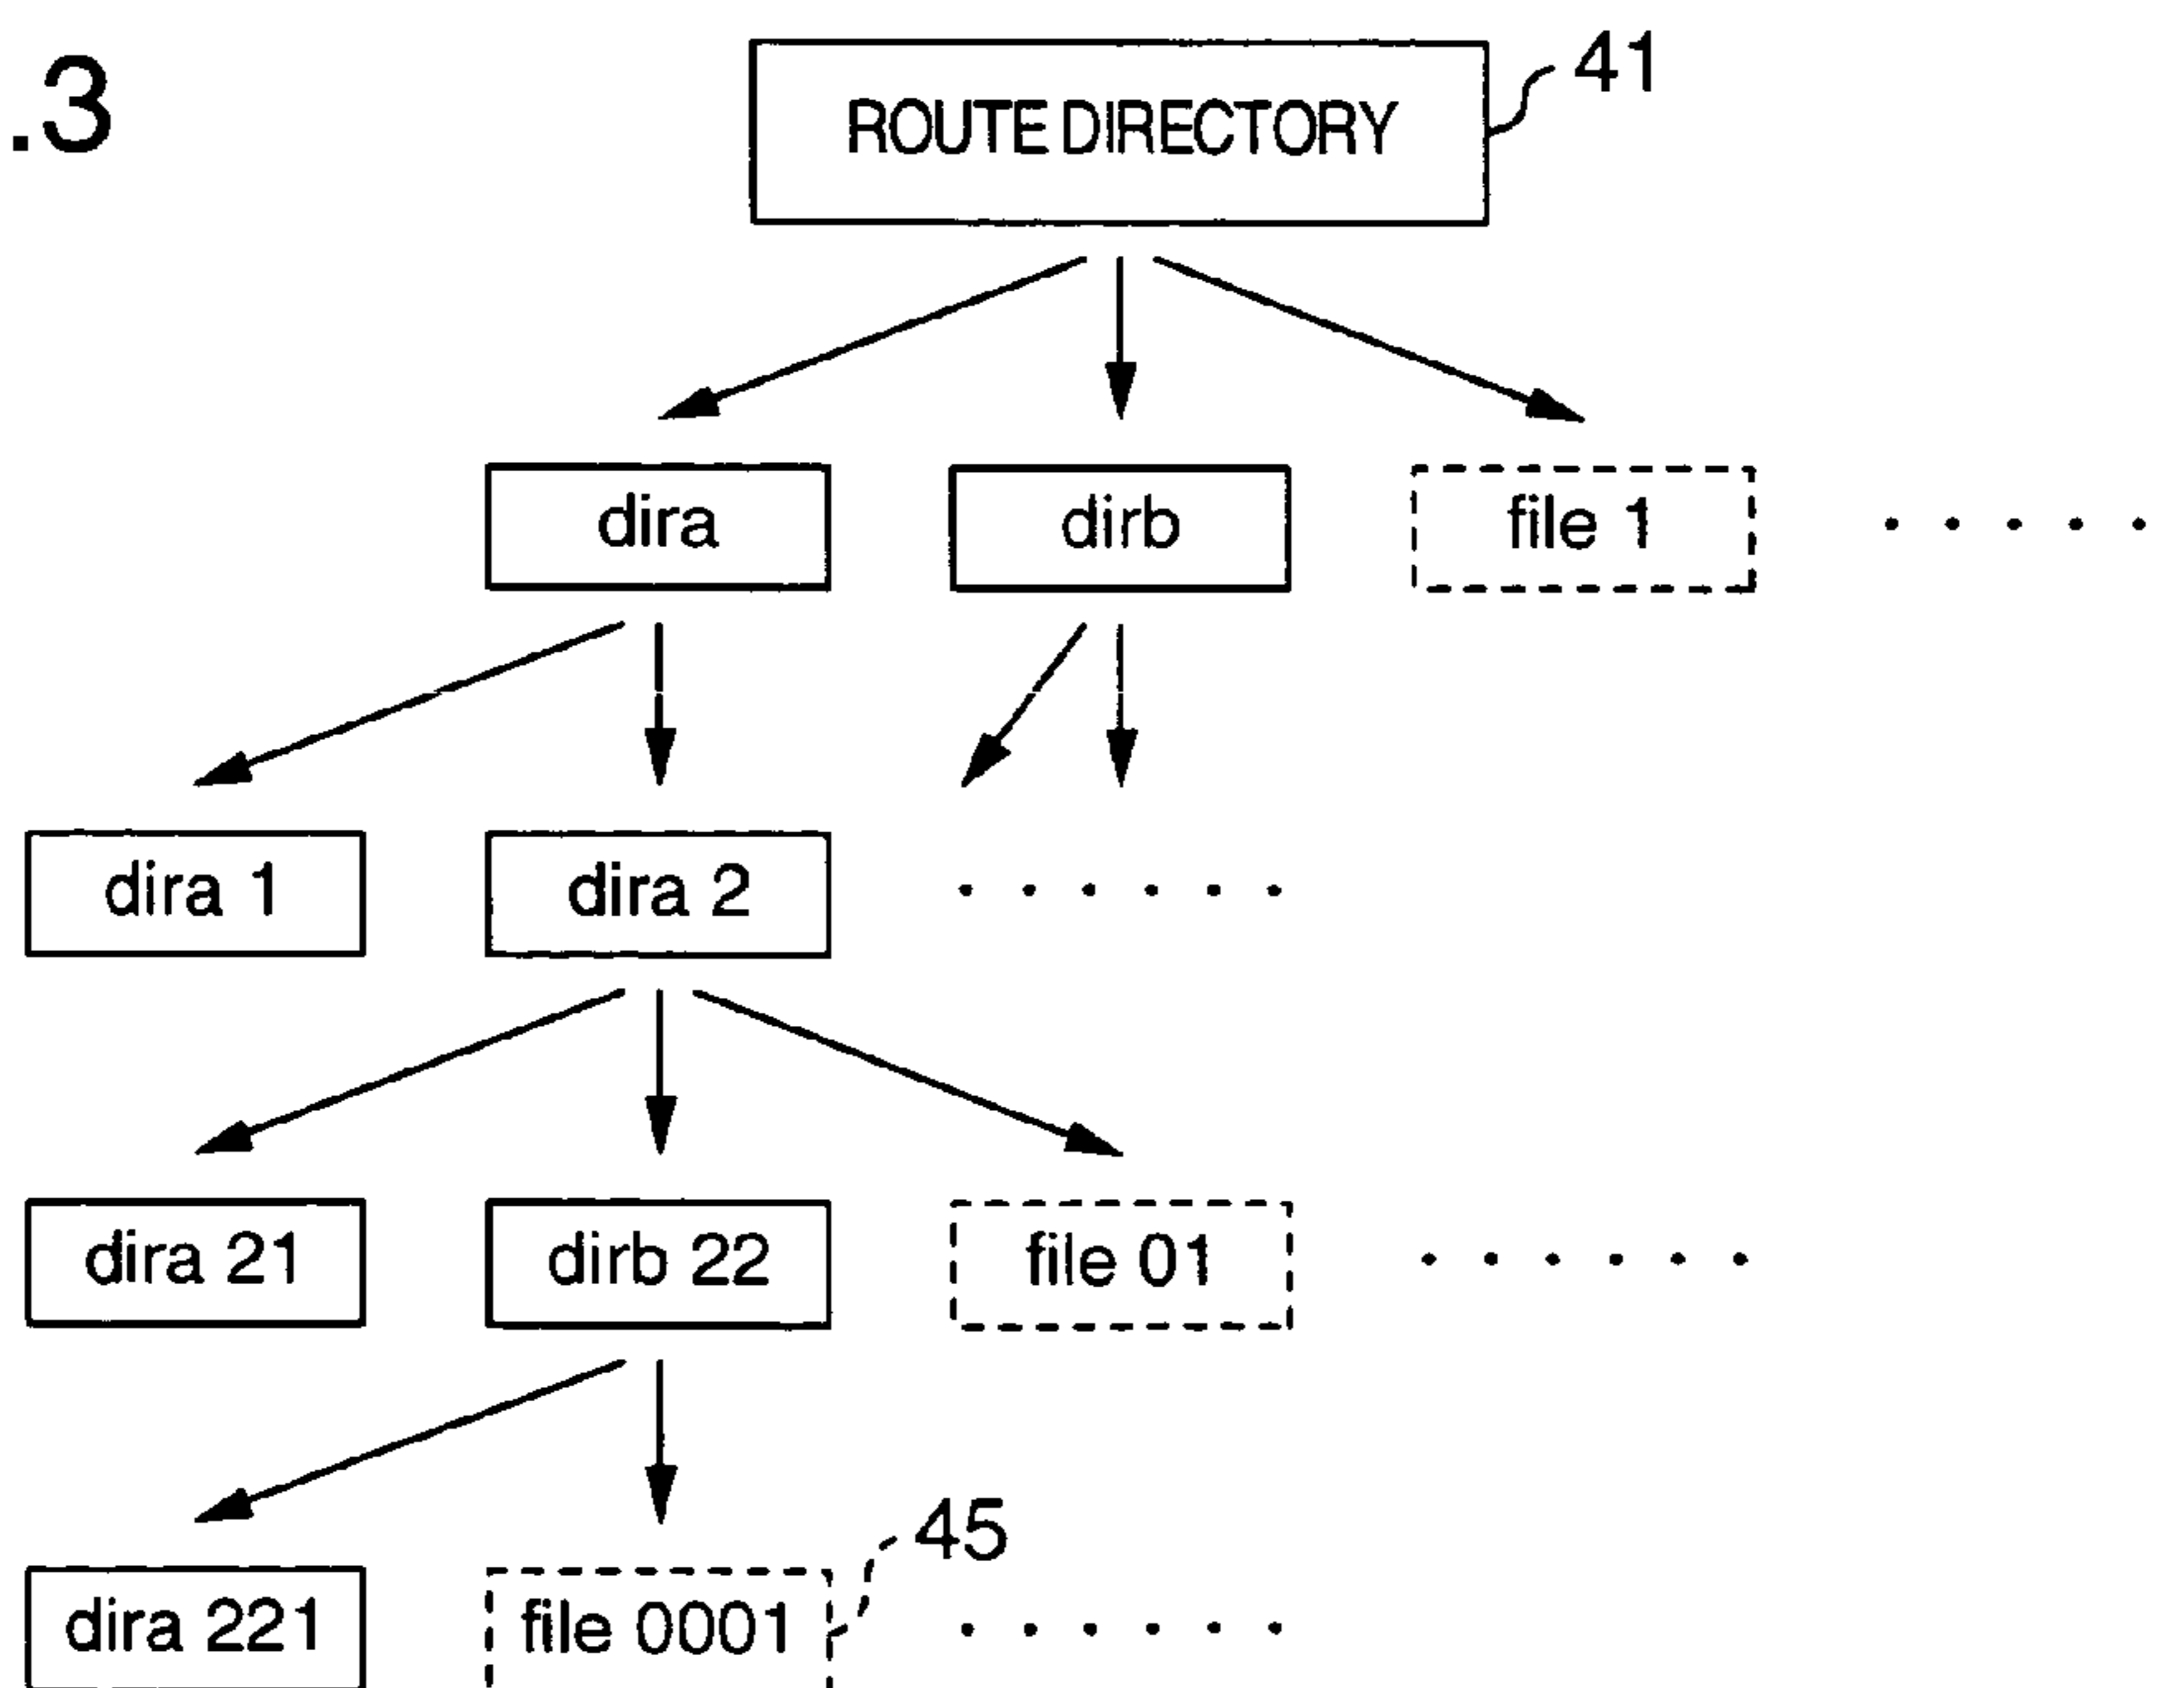 .3
ROUTE DIRECTORY 41
dira dirb file 1 . . . . .
dira 1 dira 2 . . . . . .
dira 21 dirb 22 file 01 . . . . . .
45
dira 221 file 0001 . . . . . .